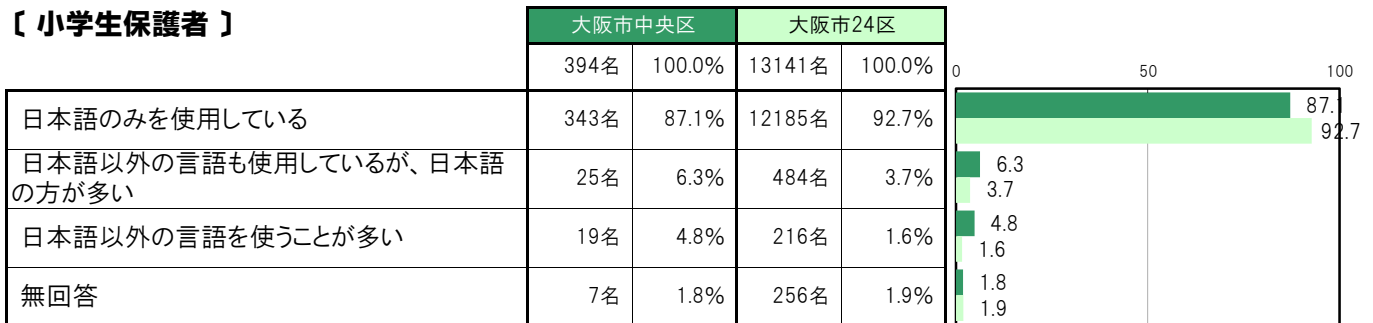 〔 小学生保護者 〕
大阪市中央区 大阪市24区
394名 100.0% 13141名 100.0%
0 50 100
日本語のみを使用している 343名 87.1% 12185名 92.7%
87.1
92.7
日本語以外の言語も使用しているが、日本語
の方が多い
25名 6.3% 484名 3.7%
6.3
3.7
日本語以外の言語を使うことが多い 19名 4.8% 216名 1.6%
4.8
1.6
無回答 7名 1.8% 256名 1.9%
1.8
1.9